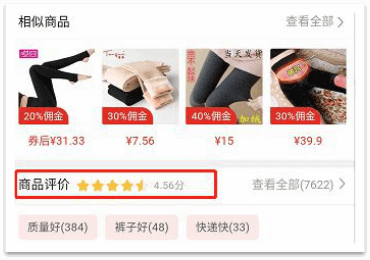 相似商品 查看全部 >
当天发货
加绒
20%佣金 30%佣金 40%佣金 30%佣金
券后¥31.33 ¥7.56 ¥15 ¥39.9
商品评价 4.56分 查看全部(7622) >
质量好(384) 裤子好(48) 快递快(33)